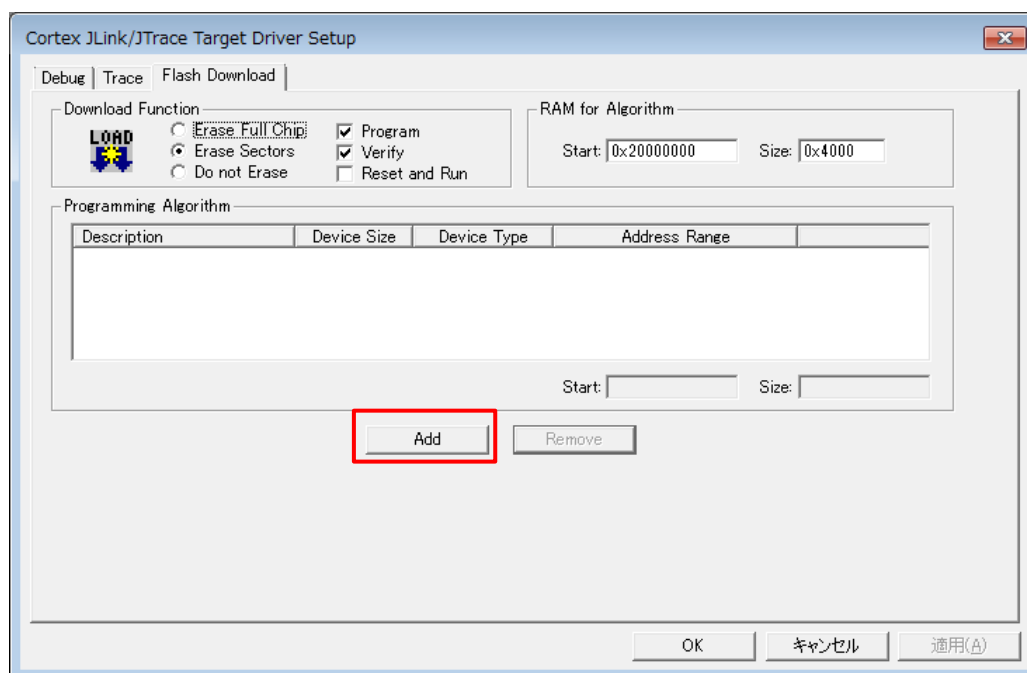 Cortex JLink/JTrace Target Driver Setup
Debug Trace Flash Download
Download Function
LOAD
Erase Full Chip
Erase Sectors
Do not Erase
Program
Verify
Reset and Run
RAM for Algorithm
Start: 0x20000000 Size: 0x4000
Programming Algorithm
Description Device Size Device Type Address Range
Start: Size:
Add Remove
OK キャンセル 適用(A)